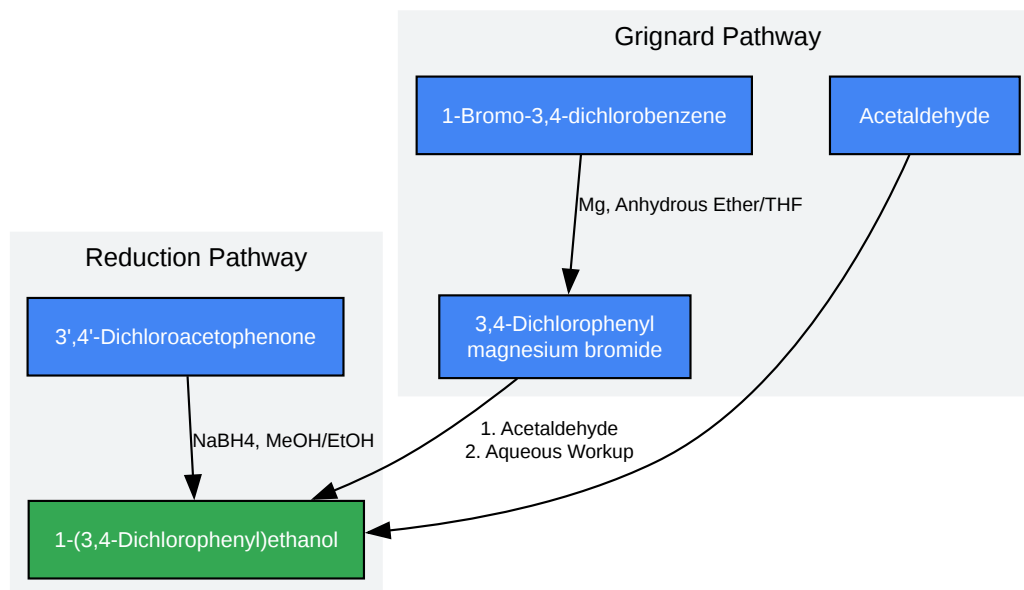 Grignard Pathway
1-Bromo-3,4-dichlorobenzene
Acetaldehyde
Mg, Anhydrous Ether/THF
Reduction Pathway
3',4'-Dichloroacetophenone
3,4-Dichlorophenyl
magnesium bromide
NaBH4, MeOH/EtOH
1. Acetaldehyde
2. Aqueous Workup
1-(3,4-Dichlorophenyl)ethanol